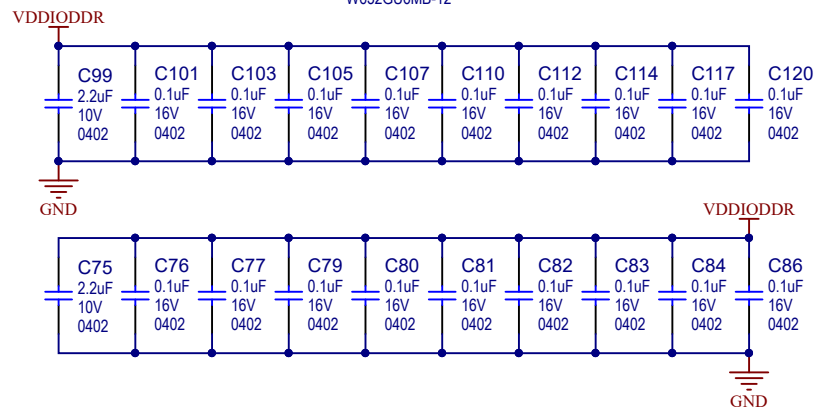 VDDIODDR
C99 C101 C103 C105 C107 C110 C112 C114 C117 C120
2.2uF 0.1uF 0.1uF 0.1uF 0.1uF 0.1uF 0.1uF 0.1uF 0.1uF 0.1uF
10V 16V 16V 16V 16V 16V 16V 16V 16V 16V
0402 0402 0402 0402 0402 0402 0402 0402 0402 0402
GND
VDDIODDR
C75 C76 C77 C79 C80 C81 C82 C83 C84 C86
2.2uF 0.1uF 0.1uF 0.1uF 0.1uF 0.1uF 0.1uF 0.1uF 0.1uF 0.1uF
10V 16V 16V 16V 16V 16V 16V 16V 16V 16V
0402 0402 0402 0402 0402 0402 0402 0402 0402 0402
GND